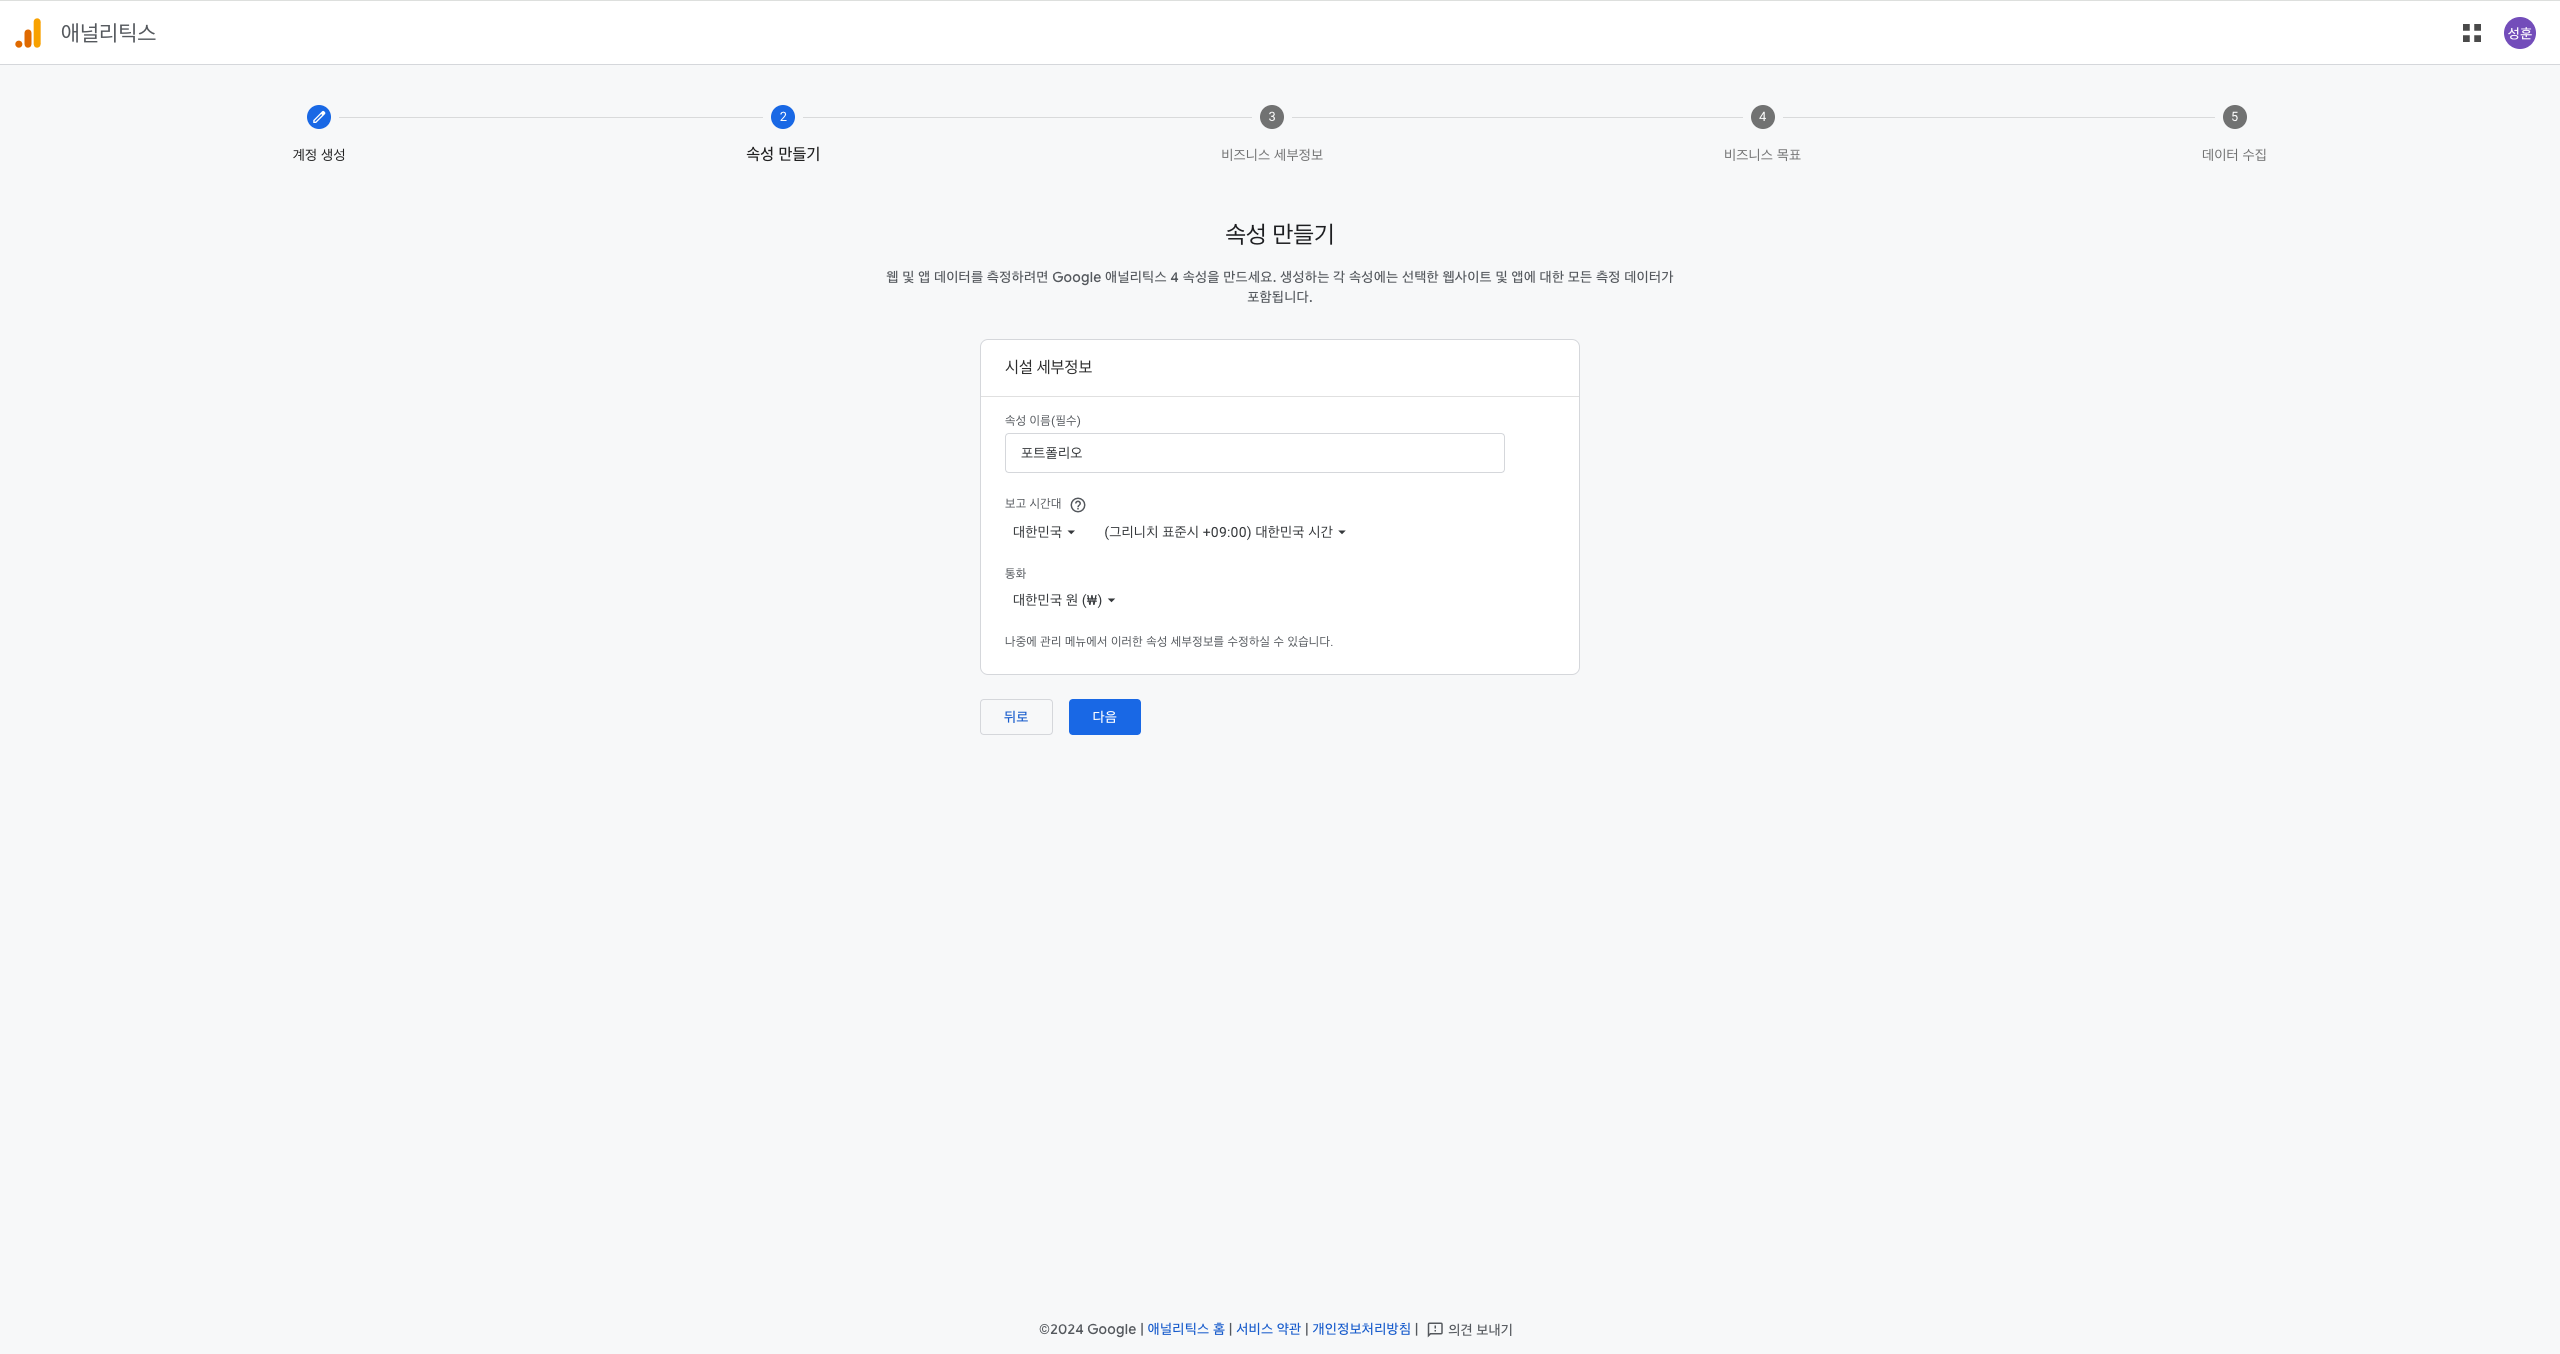 애널리틱스
성훈
2
3
4
5
계정 생성
속성 만들기
비즈니스 세부정보
비즈니스 목표
데이터 수집
속성 만들기
웹 및 앱 데이터를 측정하려면 Google 애널리틱스 4 속성을 만드세요. 생성하는 각 속성에는 선택한 웹사이트 및 앱에 대한 모든 측정 데이터가
포함됩니다.
시설 세부정보
속성 이름(필수)
포트폴리오
보고 시간대
대한민국 (그리니치 표준시 +09:00) 대한민국 시간
통화
대한민국 원 (₩)
나중에 관리 메뉴에서 이러한 속성 세부정보를 수정하실 수 있습니다.
뒤로 다음
©2024 Google | 애널리틱스 홈 | 서비스 약관 | 개인정보처리방침 | 의견 보내기